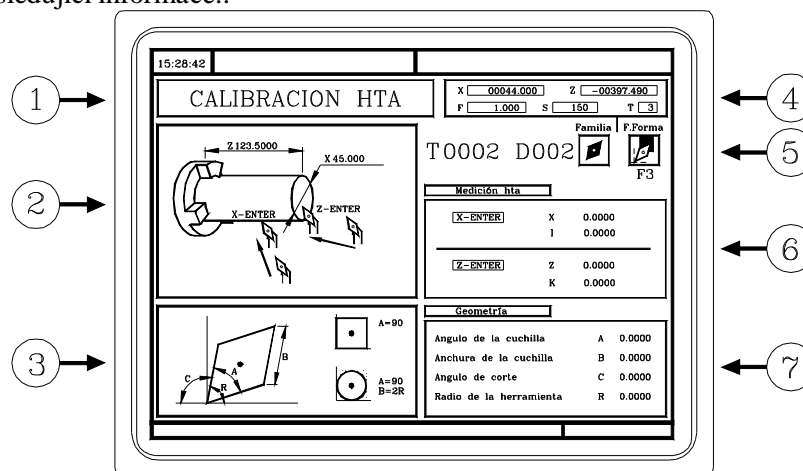 sledující informace..
15:28:42
CALIBRACION HTA
X 00044.000 Z -00397.490
F 1.000 S 150 T 3
Familia F.Forma
T0002 D002
F3
Z 123.5000
X 45.000
X-ENTER
Z-ENTER
Medición hta
X-ENTER X 0.0000
I 0.0000
Z-ENTER Z 0.0000
K 0.0000
A=90
B
C
A
R
A=90
B=2R
Geometría
Angulo de la cuchilla A 0.0000
Anchura de la cuchilla B 0.0000
Angulo de corte C 0.0000
Radio de la herramienta R 0.0000
1
2
3
4
5
6
7